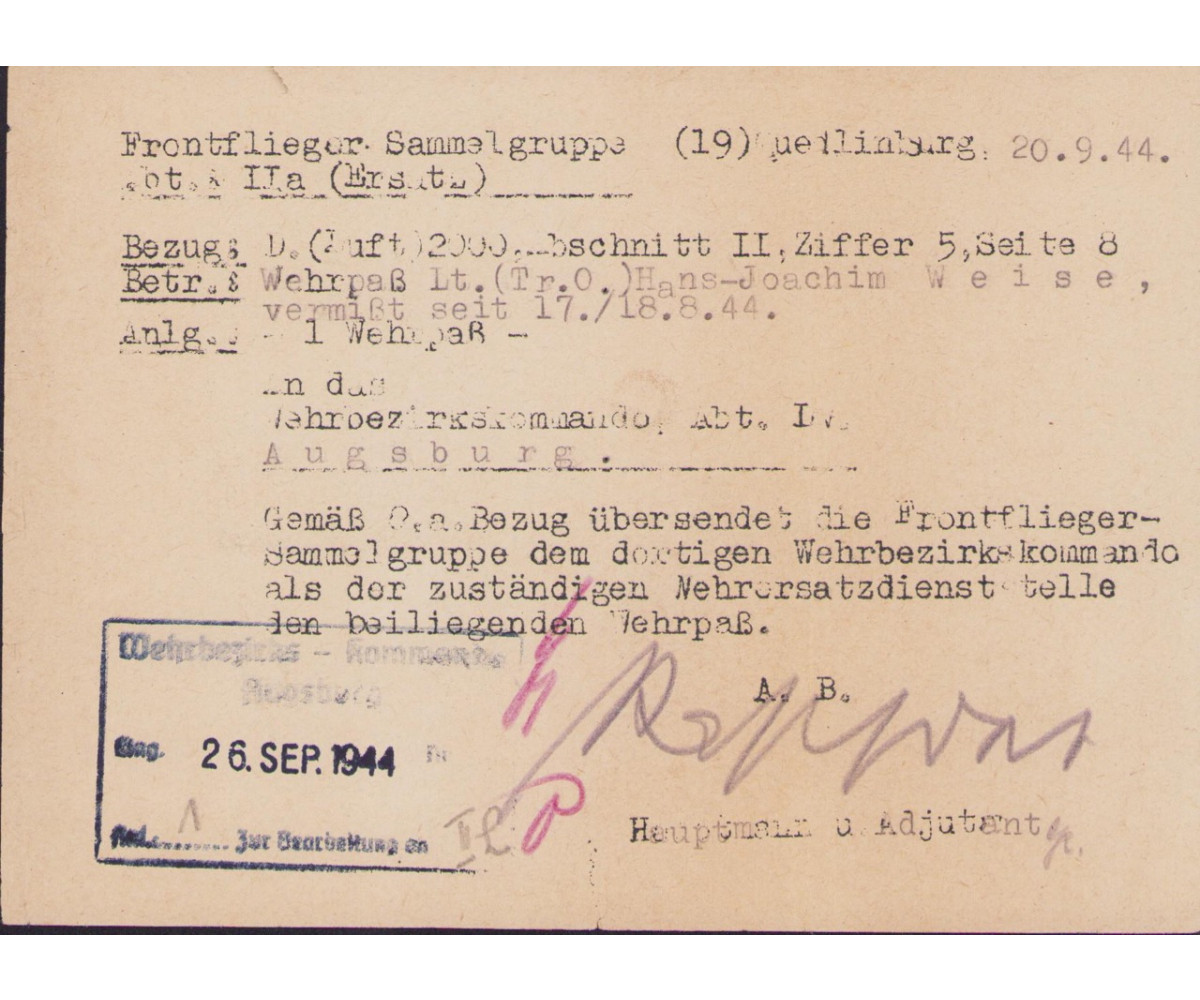 Frontflieger-Sammelgruppe (19) Quedlinburg, 20.9.44.
Abt.: IIa (Ersatz)
Bezug: L.D.(Luft)2000,Abschnitt II,Ziffer 5,Seite 8
Betr.: Wehrpaß Lt.(Tr.O.)Hans-Joachim W e i s e ,
vermißt seit 17./18.8.44.
Anlg.: - 1 Wehrpaß -
An das
Wehrbezirkskommando, Abt. IV,
A u g s b u r g .
Gemäß O.a.Bezug übersendet die Frontflieger-
Sammelgruppe dem dortigen Wehrbezirkskommando
als der zuständigen Wehrersatzdienststelle
den beiliegenden Wehrpaß.
A. B.
Hauptmann u. Adjutant
Wehrbezirks - Kommando
Augsburg
Eing. 26. SEP. 1944
Anl. 1 Zur Bearbeitung an